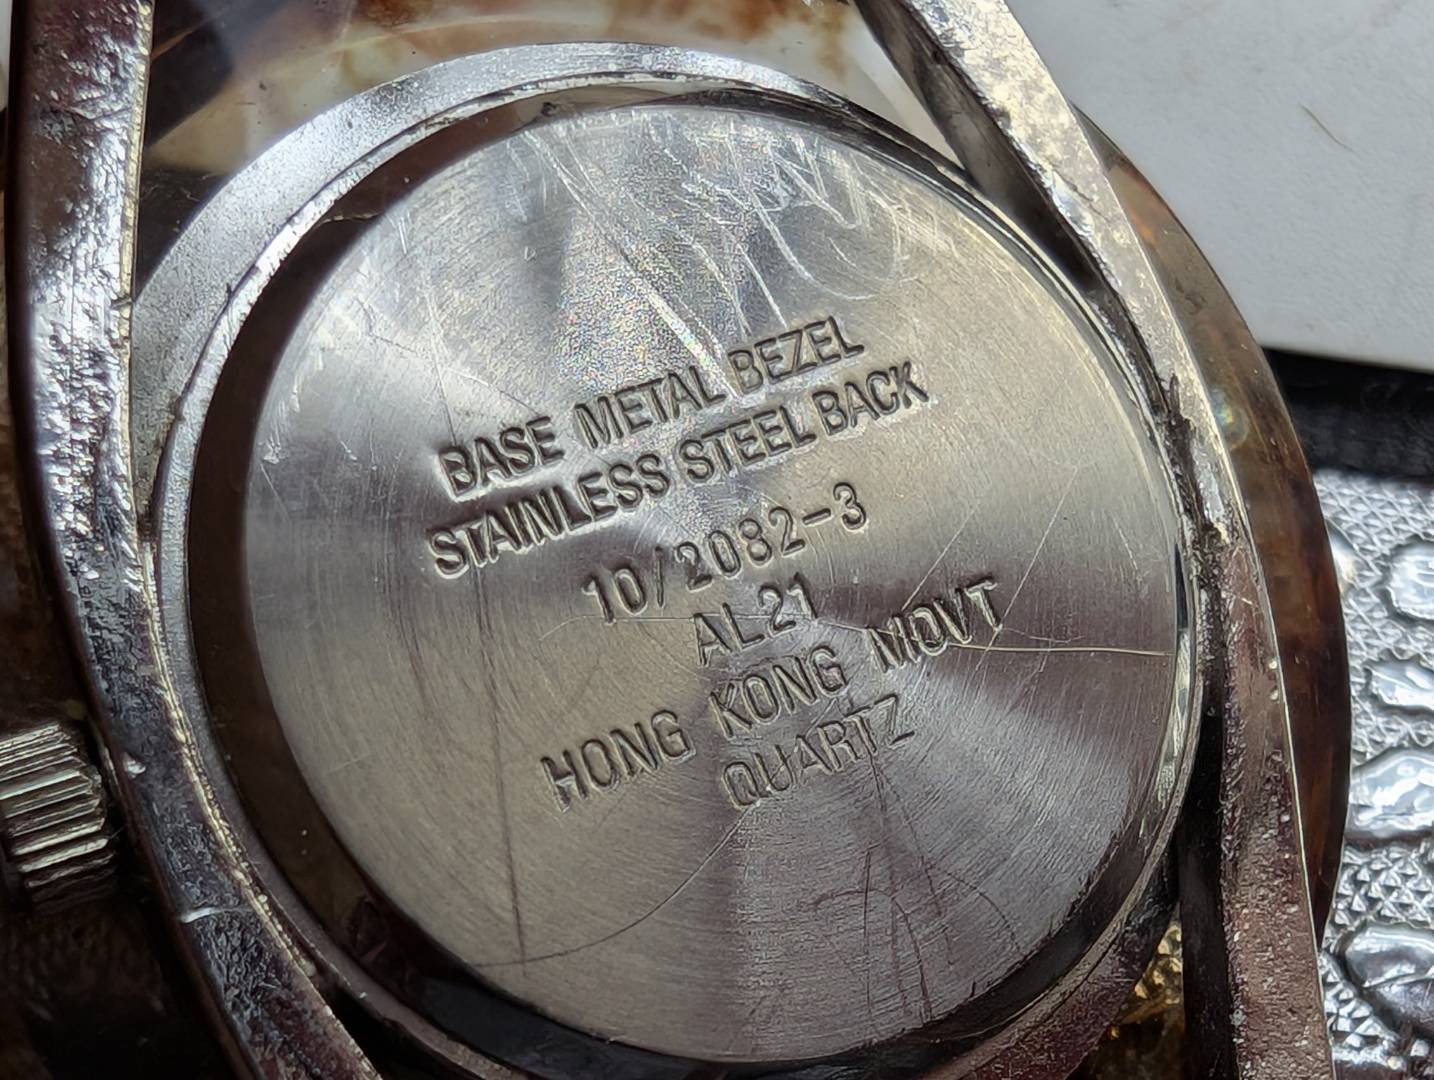 BASE METAL BEZEL
STAINLESS STEEL BACK
10/2082-3
AL21
HONG KONG MOVT
QUARTZ